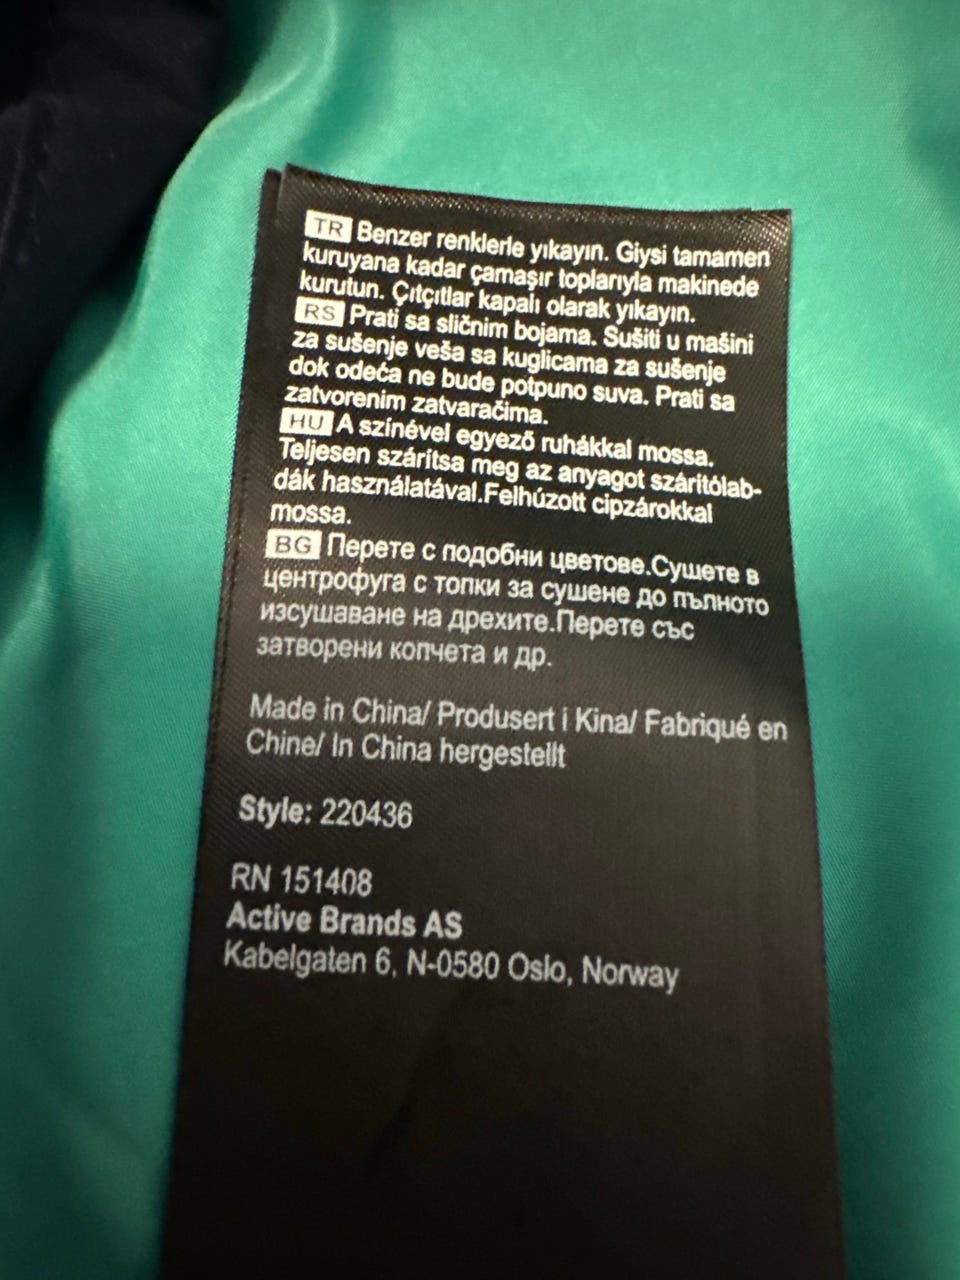 TR Benzer renklerle yıkayın. Giysi tamamen
kuruyana kadar çamaşır toplarıyla makinede
kurutun. Çıtçıtlar kapalı olarak yıkayın.
RS Prati sa sličnim bojama. Sušiti u mašini
za sušenje veša sa kuglicama za sušenje
dok odeća ne bude potpuno suva. Prati sa
zatvorenim zatvaračima.
HU A színével egyező ruhákkal mossa.
Teljesen szárítsa meg az anyagot szárítólab-
dák használatával.Felhúzott cipzárokkal
mossa.
BG Перете с подобни цветове.Сушете в
центрофуга с топки за сушене до пълното
изсушаване на дрехите.Перете със
затворени копчета и др.
Made in China/ Produsert i Kina/ Fabriqué en
Chine/ In China hergestellt
Style: 220436
RN 151408
Active Brands AS
Kabelgaten 6, N-0580 Oslo, Norway